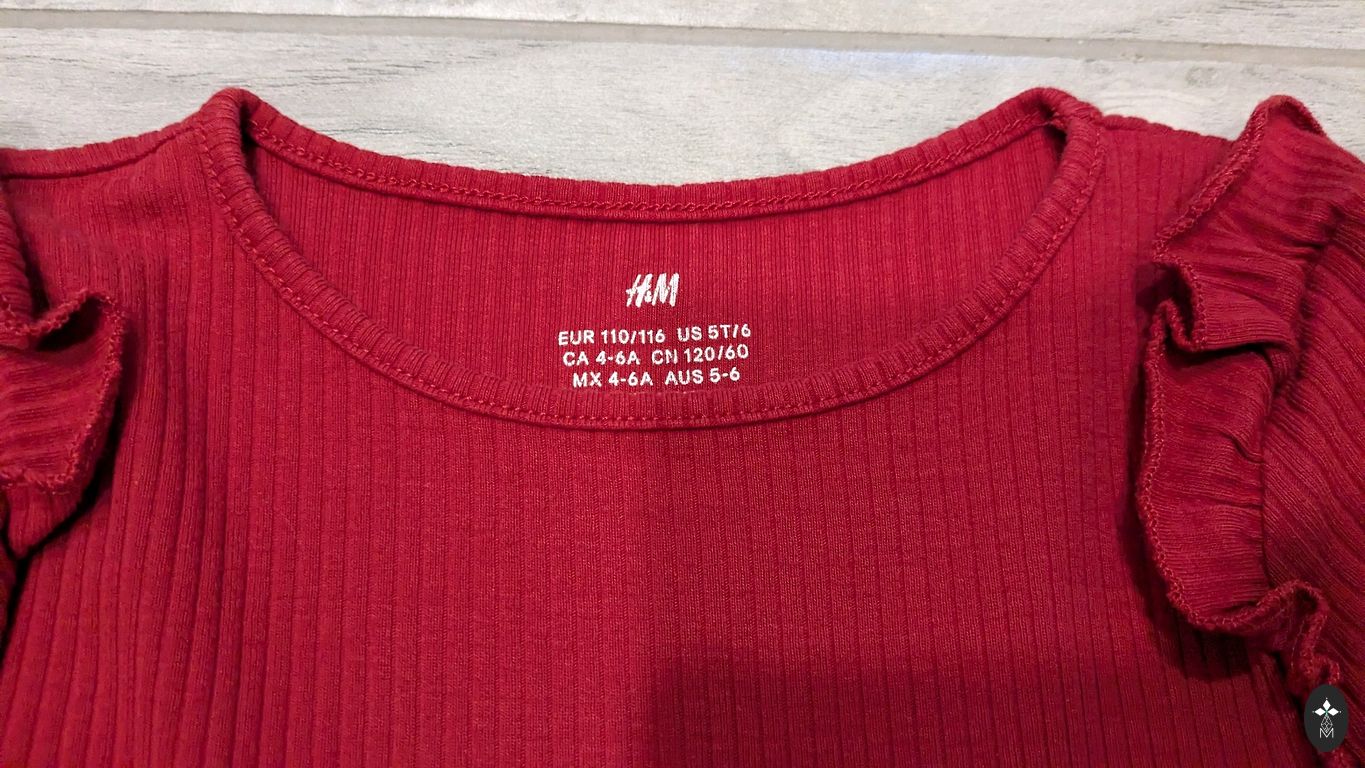 H&M
EUR 110/116 US 5T/6
CA 4-6A CN 120/60
MX 4-6A AUS 5-6
M